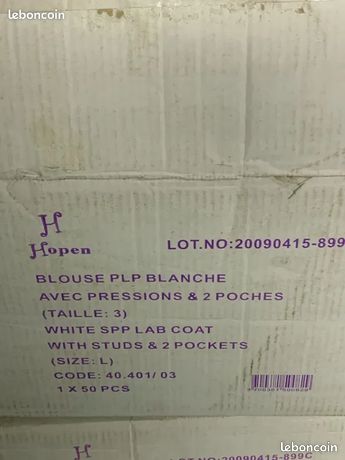 leboncoin
H
Hopen
LOT.NO:20090415-899
BLOUSE PLP BLANCHE
AVEC PRESSIONS & 2 POCHES
(TAILLE: 3)
WHITE SPP LAB COAT
WITH STUDS & 2 POCKETS
(SIZE: L)
CODE: 40.401/ 03
1 X 50 PCS
H
LOT.NO:20090415-899C
leboncoin